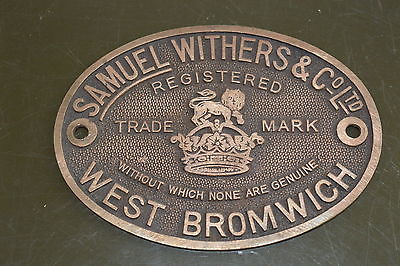 SAMUEL WITHERS & Co LTD
REGISTERED
TRADE MARK
WITHOUT WHICH NONE ARE GENUINE
WEST BROMWICH